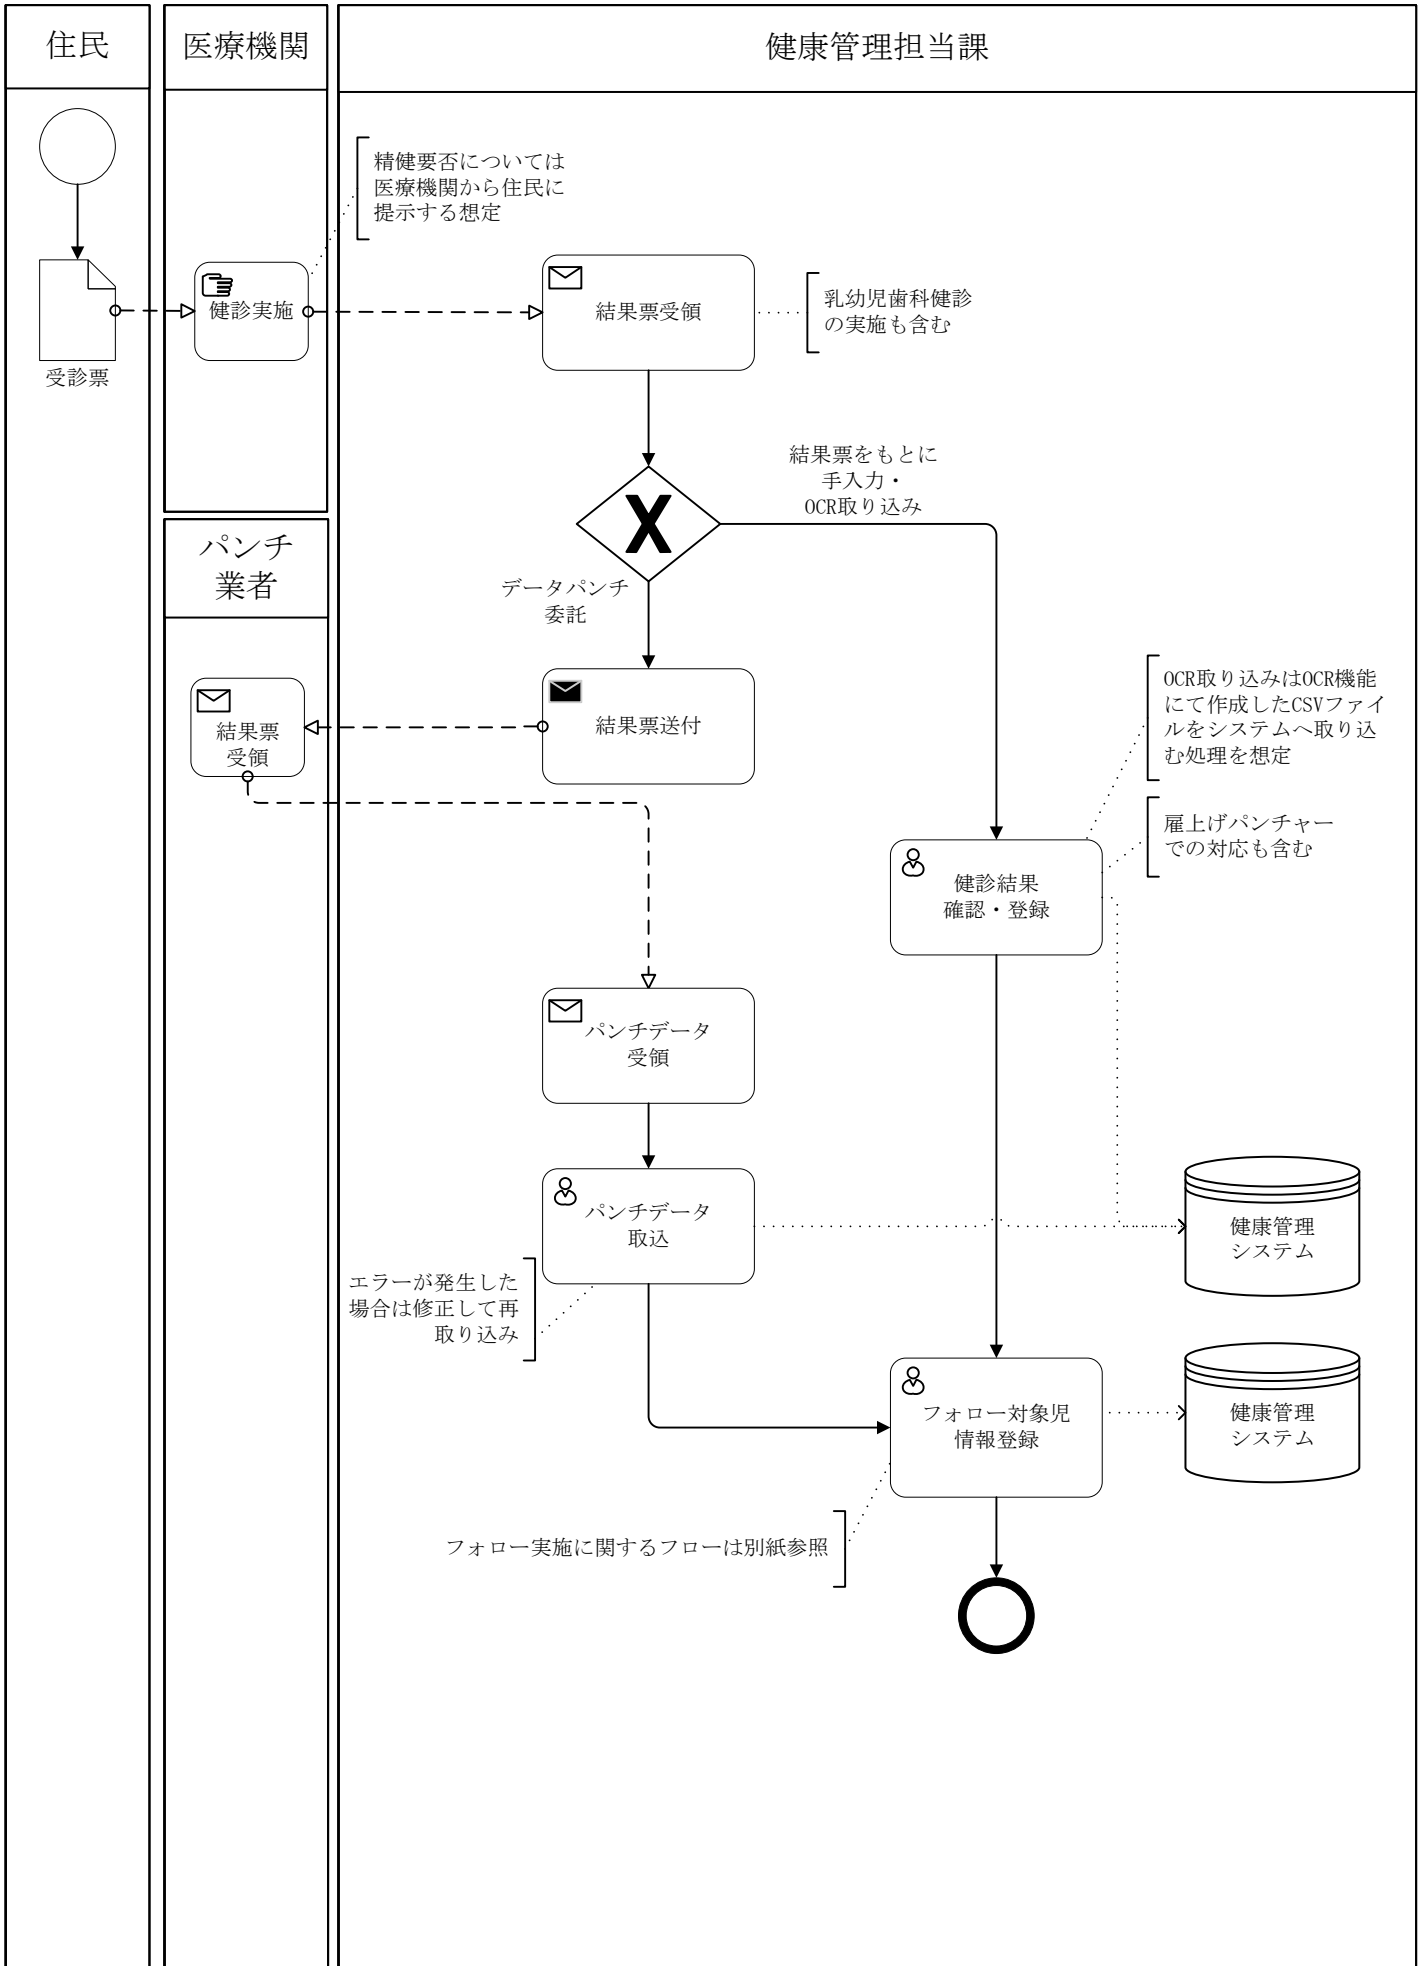 住民
医療機関
健康管理担当課
精健要否については
医療機関から住民に
提示する想定
健診実施
結果票受領
乳幼児歯科健診
の実施も含む
受診票
結果票をもとに
手入力・
OCR取り込み
パンチ
業者
データパンチ
委託
結果票
受領
結果票送付
OCR取り込みはOCR機能
にて作成したCSVファイ
ルをシステムへ取り込
む処理を想定
雇上げパンチャー
での対応も含む
健診結果
確認・登録
パンチデータ
受領
パンチデータ
取込
健康管理
システム
エラーが発生した
場合は修正して再
取り込み
フォロー対象児
情報登録
健康管理
システム
フォロー実施に関するフローは別紙参照